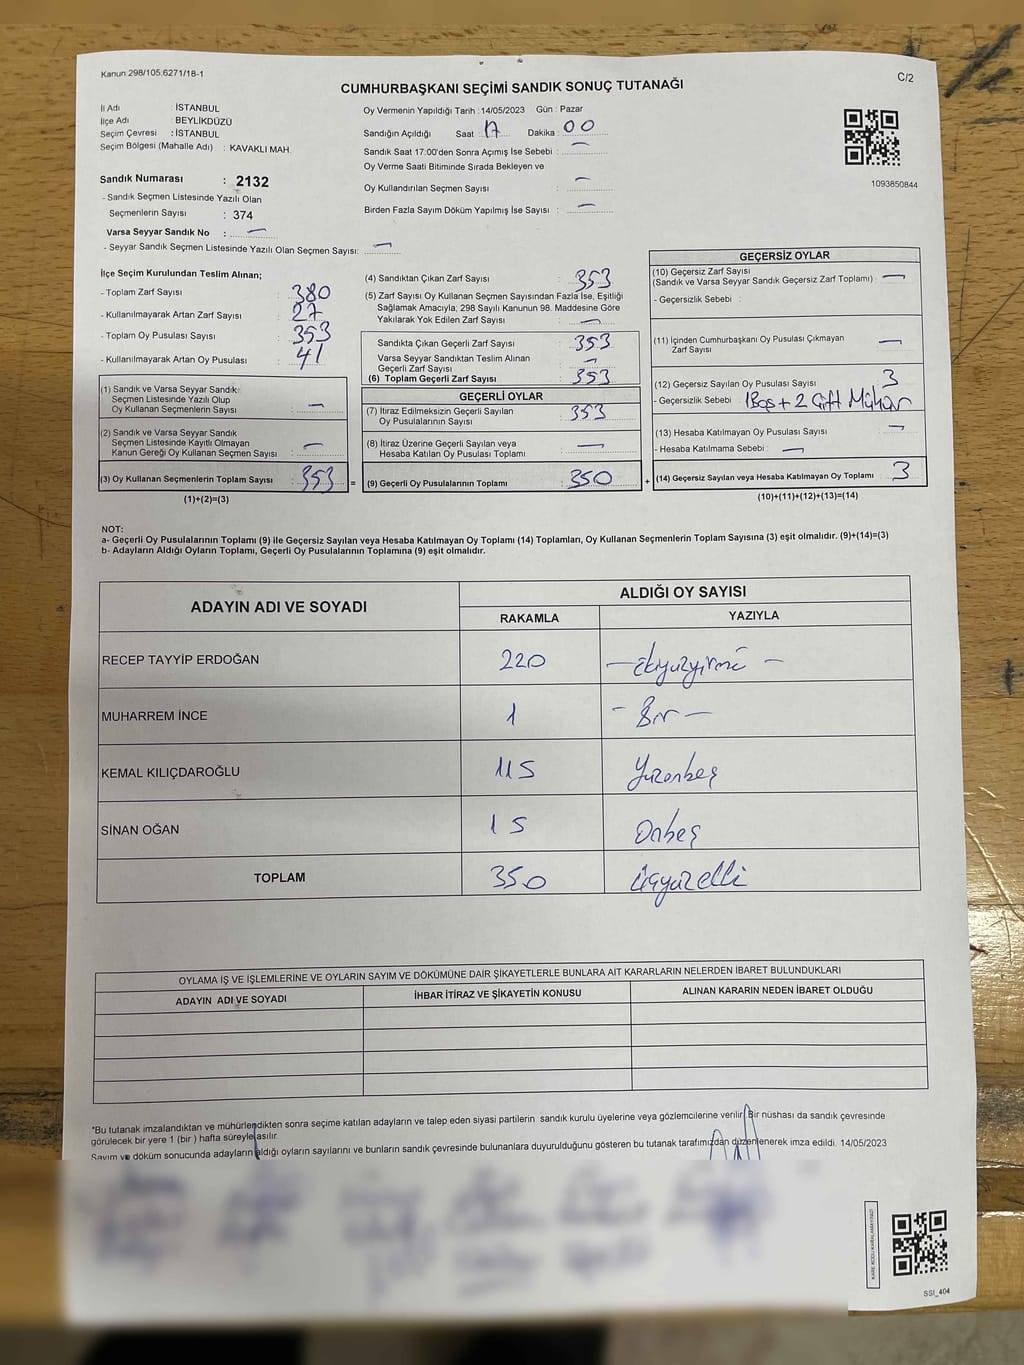 Kanun 298/105,6271/18-1
C/2
CUMHURBAŞKANI SEÇİMİ SANDIK SONUÇ TUTANAĞI
İl Adı : İSTANBUL
İlçe Adı : BEYLİKDÜZÜ
Seçim Çevresi : İSTANBUL
Seçim Bölgesi (Mahalle Adı) : KAVAKLI MAH.
Sandık Numarası : 2132
- Sandık Seçmen Listesinde Yazılı Olan
Seçmenlerin Sayısı : 374
Varsa Seyyar Sandık No : —
- Seyyar Sandık Seçmen Listesinde Yazılı Olan Seçmen Sayısı: —
Oy Vermenin Yapıldığı Tarih : 14/05/2023 Gün : Pazar
Sandığın Açıldığı Saat : 17 Dakika : 00
Sandık Saat 17:00'den Sonra Açımış İse Sebebi : —
Oy Verme Saati Bitiminde Sırada Bekleyen ve
Oy Kullandırılan Seçmen Sayısı : —
Birden Fazla Sayım Döküm Yapılmış İse Sayısı : —
1093850844
İlçe Seçim Kurulundan Teslim Alınan;
- Toplam Zarf Sayısı : 380
- Kullanılmayarak Artan Zarf Sayısı : 27
- Toplam Oy Pusulası Sayısı : 353
- Kullanılmayarak Artan Oy Pusulası : 41
(1) Sandık ve Varsa Seyyar Sandık
Seçmen Listesinde Yazılı Olup
Oy Kullanan Seçmenlerin Sayısı : —
(2) Sandık ve Varsa Seyyar Sandık
Seçmen Listesinde Kayıtlı Olmayan
Kanun Gereği Oy Kullanan Seçmen Sayısı : —
(3) Oy Kullanan Seçmenlerin Toplam Sayısı : 353 =
(1)+(2)=(3)
(4) Sandıktan Çıkan Zarf Sayısı : 353
(5) Zarf Sayısı Oy Kullanan Seçmen Sayısından Fazla İse, Eşitliği
Sağlamak Amacıyla; 298 Sayılı Kanunun 98. Maddesine Göre
Yakılarak Yok Edilen Zarf Sayısı : —
Sandıkta Çıkan Geçerli Zarf Sayısı : 353
Varsa Seyyar Sandıktan Teslim Alınan
Geçerli Zarf Sayısı : —
(6) Toplam Geçerli Zarf Sayısı : 353
GEÇERLİ OYLAR
(7) İtiraz Edilmeksizin Geçerli Sayılan
Oy Pusulalarının Sayısı : 353
(8) İtiraz Üzerine Geçerli Sayılan veya
Hesaba Katılan Oy Pusulası Toplamı : —
(9) Geçerli Oy Pusulalarının Toplamı : 350 +
GEÇERSİZ OYLAR
(10) Geçersiz Zarf Sayısı
(Sandık ve Varsa Seyyar Sandık Geçersiz Zarf Toplamı) : —
- Geçersizlik Sebebi :
(11) İçinden Cumhurbaşkanı Oy Pusulası Çıkmayan
Zarf Sayısı : —
(12) Geçersiz Sayılan Oy Pusulası Sayısı : 3
- Geçersizlik Sebebi : 1Boş + 2 Çift Mühür
(13) Hesaba Katılmayan Oy Pusulası Sayısı : —
- Hesaba Katılmama Sebebi : —
(14) Geçersiz Sayılan veya Hesaba Katılmayan Oy Toplamı : 3
(10)+(11)+(12)+(13)=(14)
NOT:
a- Geçerli Oy Pusulalarının Toplamı (9) ile Geçersiz Sayılan veya Hesaba Katılmayan Oy Toplamı (14) Toplamları, Oy Kullanan Seçmenlerin Toplam Sayısına (3) eşit olmalıdır. (9)+(14)=(3)
b- Adayların Aldığı Oyların Toplamı, Geçerli Oy Pusulalarının Toplamına (9) eşit olmalıdır.
ADAYIN ADI VE SOYADI ALDIĞI OY SAYISI
RAKAMLA YAZIYLA
RECEP TAYYİP ERDOĞAN 220 — ikiyüzyirmi —
MUHARREM İNCE 1 - Bir —
KEMAL KILIÇDAROĞLU 115 Yüzonbeş
SİNAN OĞAN 15 Onbeş
TOPLAM 350 üçyüzelli
OYLAMA İŞ VE İŞLEMLERİNE VE OYLARIN SAYIM VE DÖKÜMÜNE DAİR ŞİKAYETLERLE BUNLARA AİT KARARLARIN NELERDEN İBARET BULUNDUKLARI
ADAYIN ADI VE SOYADI İHBAR İTİRAZ VE ŞİKAYETİN KONUSU ALINAN KARARIN NEDEN İBARET OLDUĞU
*Bu tutanak imzalandıktan ve mühürlendikten sonra seçime katılan adayların ve talep eden siyasi partilerin sandık kurulu üyelerine veya gözlemcilerine verilir. Bir nüshası da sandık çevresinde
görülecek bir yere 1 (bir ) hafta süreyle asılır.
Sayım ve döküm sonucunda adayların aldığı oyların sayılarını ve bunların sandık çevresinde bulunanlara duyurulduğunu gösteren bu tutanak tarafımızdan düzenlenerek imza edildi. 14/05/2023
SSI_404